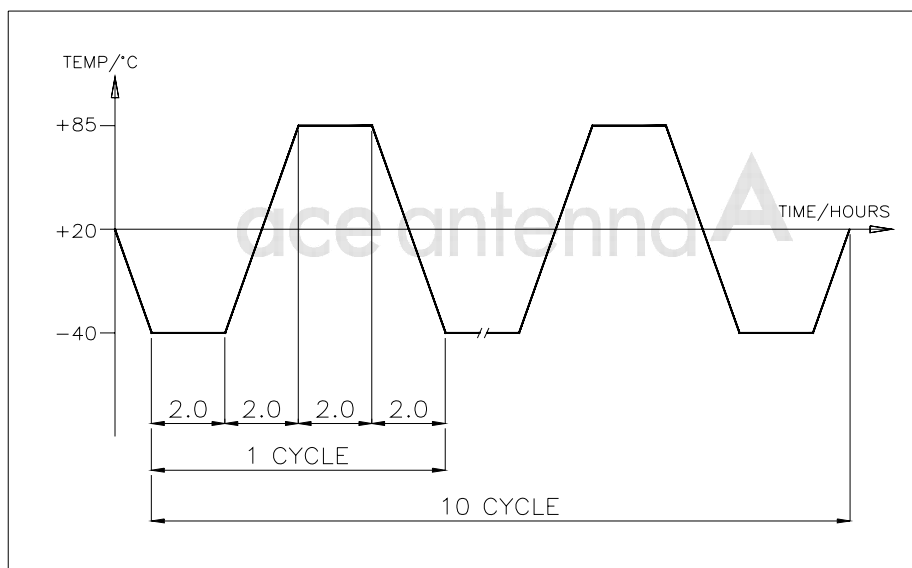 TEMP/°C
+85
ace antenna A
TIME/HOURS
+20
-40
2.0 2.0 2.0 2.0
1 CYCLE
10 CYCLE